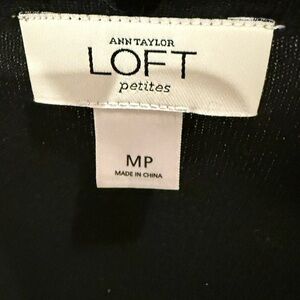 ANN TAYLOR
LOFT
petites
MP
MADE IN CHINA